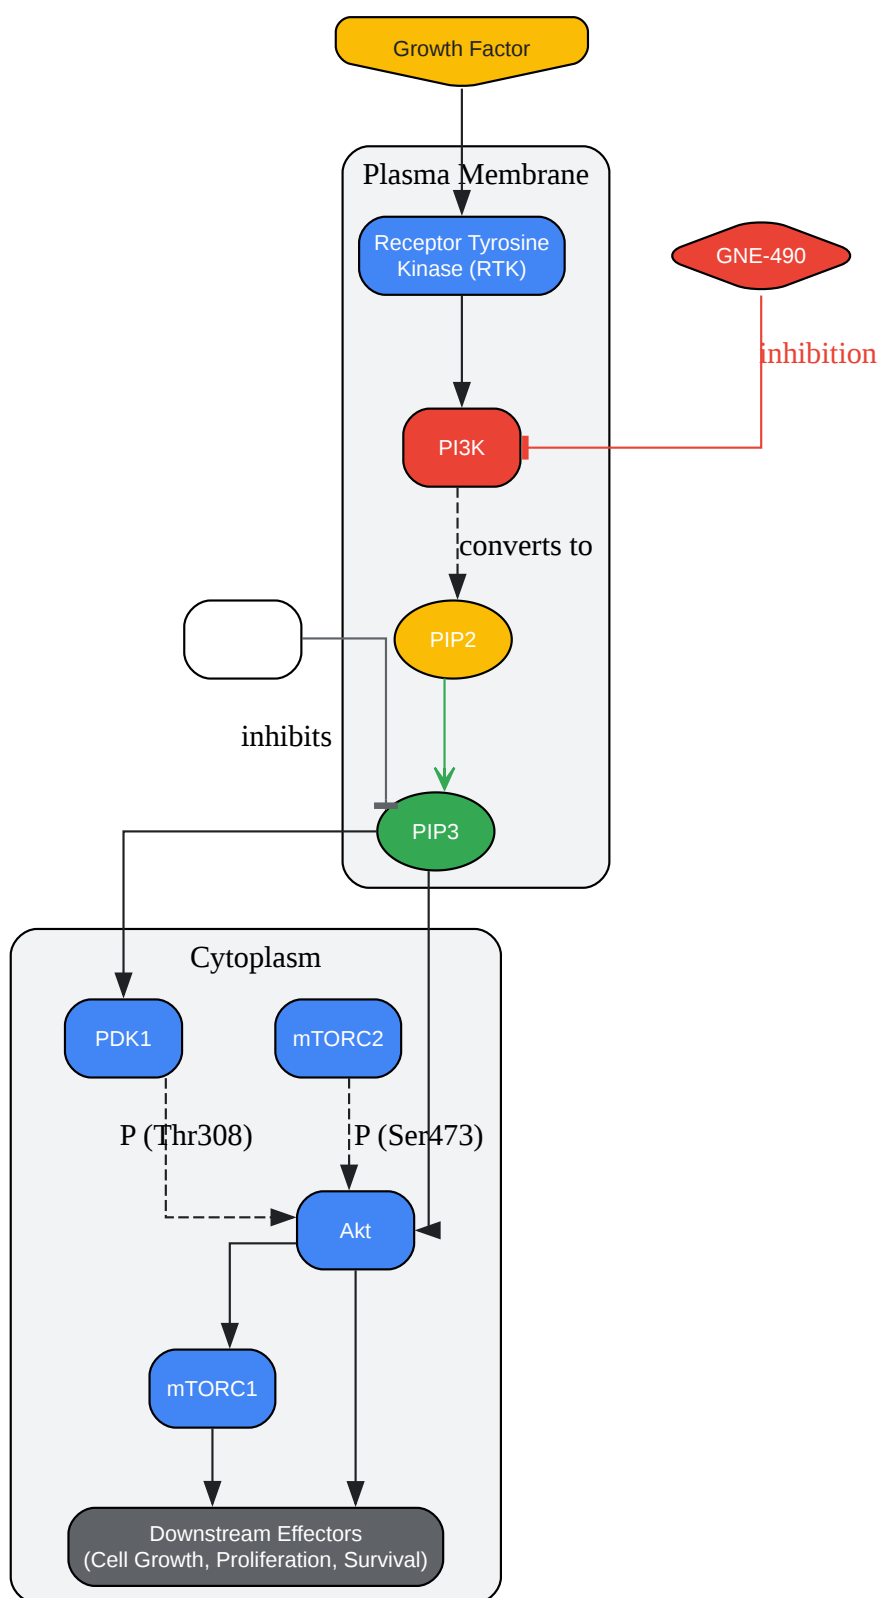 Growth Factor
Plasma Membrane
Receptor Tyrosine
Kinase (RTK)
GNE-490
inhibition
PI3K
converts to
PIP2
inhibits
PIP3
Cytoplasm
PDK1
mTORC2
P (Thr308)
P (Ser473)
Akt
mTORC1
Downstream Effectors
(Cell Growth, Proliferation, Survival)